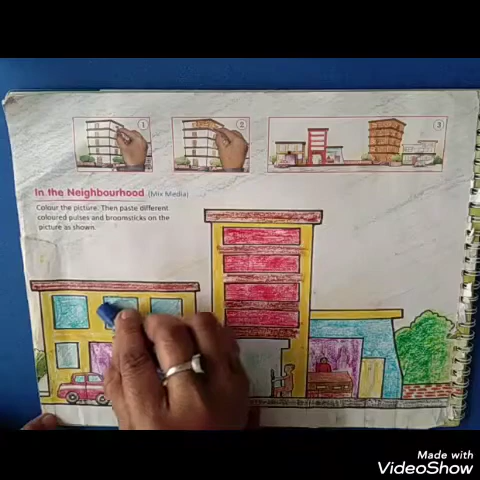 1
2
3
In the Neighbourhood (Mix Media)
Colour the picture. Then paste different
coloured pulses and broomsticks on the
picture as shown.
Made with
VideoShow